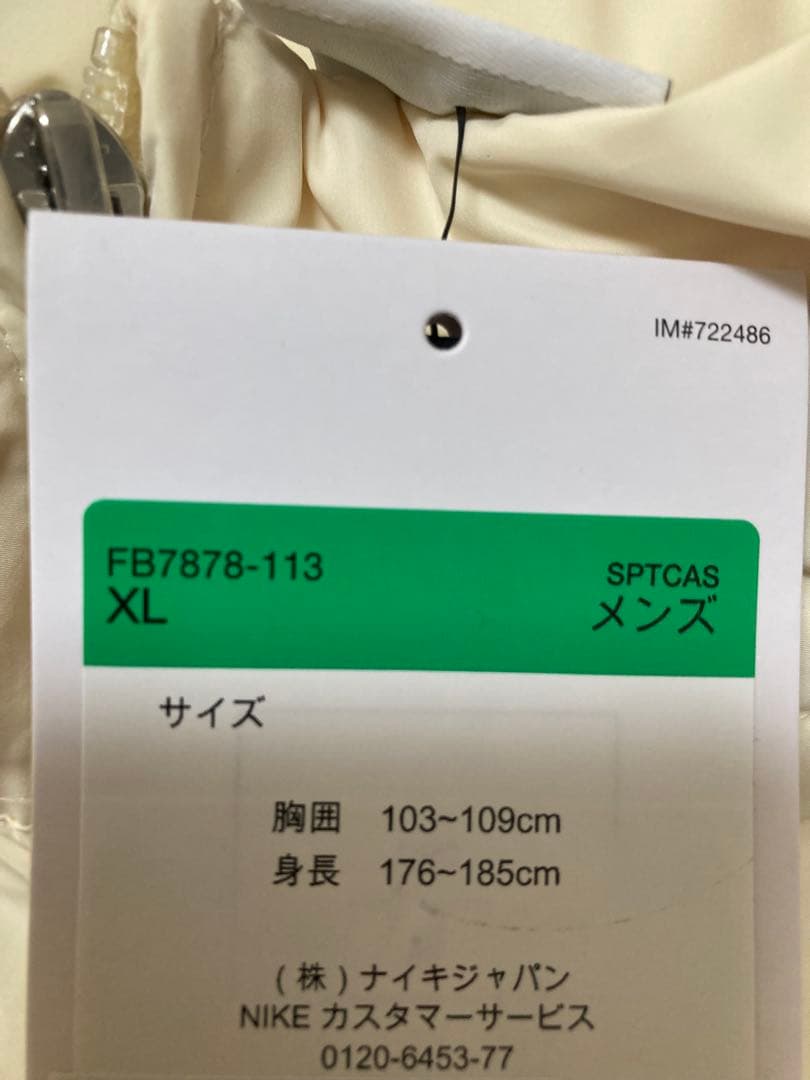 IM#722486
FB7878-113
SPTCAS
XL
メンズ
サイズ
胸囲 103~109cm
身長 176~185cm
(株)ナイキジャパン
NIKE カスタマーサービス
0120-6453-77